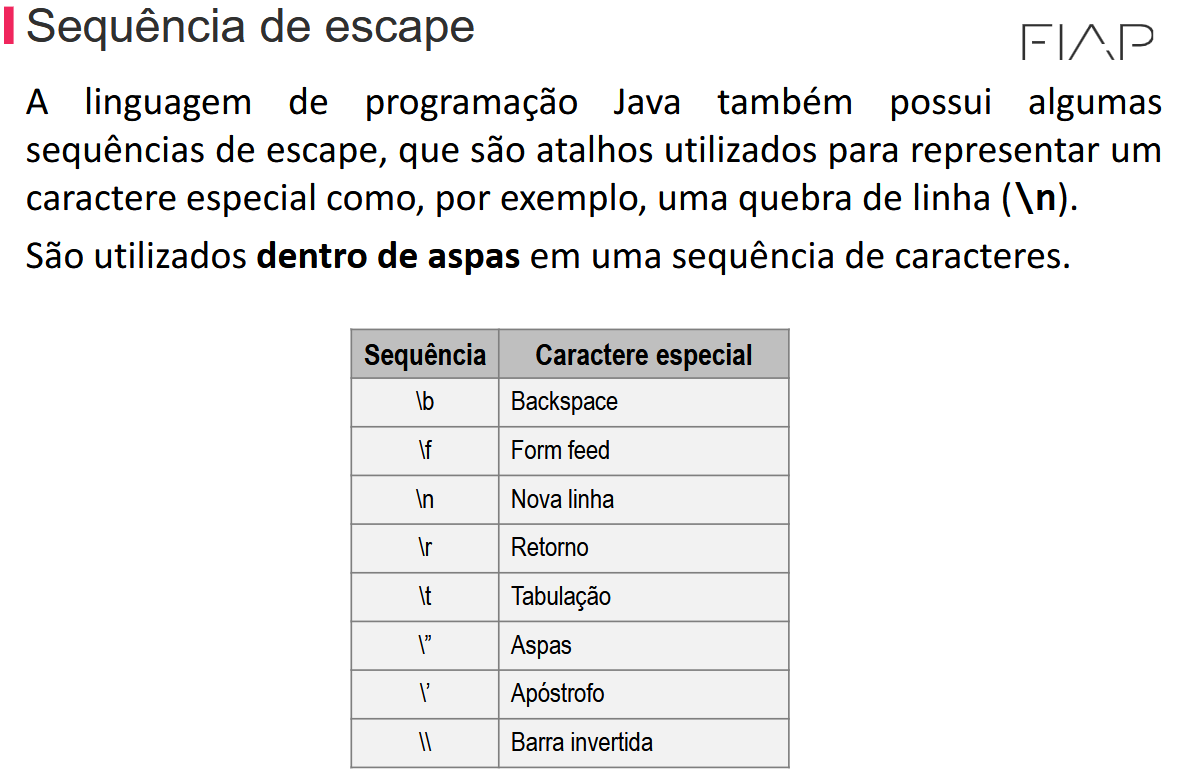 Sequência de escape
FIAP
A linguagem de programação Java também possui algumas
sequências de escape, que são atalhos utilizados para representar um
caractere especial como, por exemplo, uma quebra de linha (\n).
São utilizados dentro de aspas em uma sequência de caracteres.
Sequência Caractere especial
\b Backspace
\f Form feed
\n Nova linha
\r Retorno
\t Tabulação
\” Aspas
\’ Apóstrofo
\\ Barra invertida